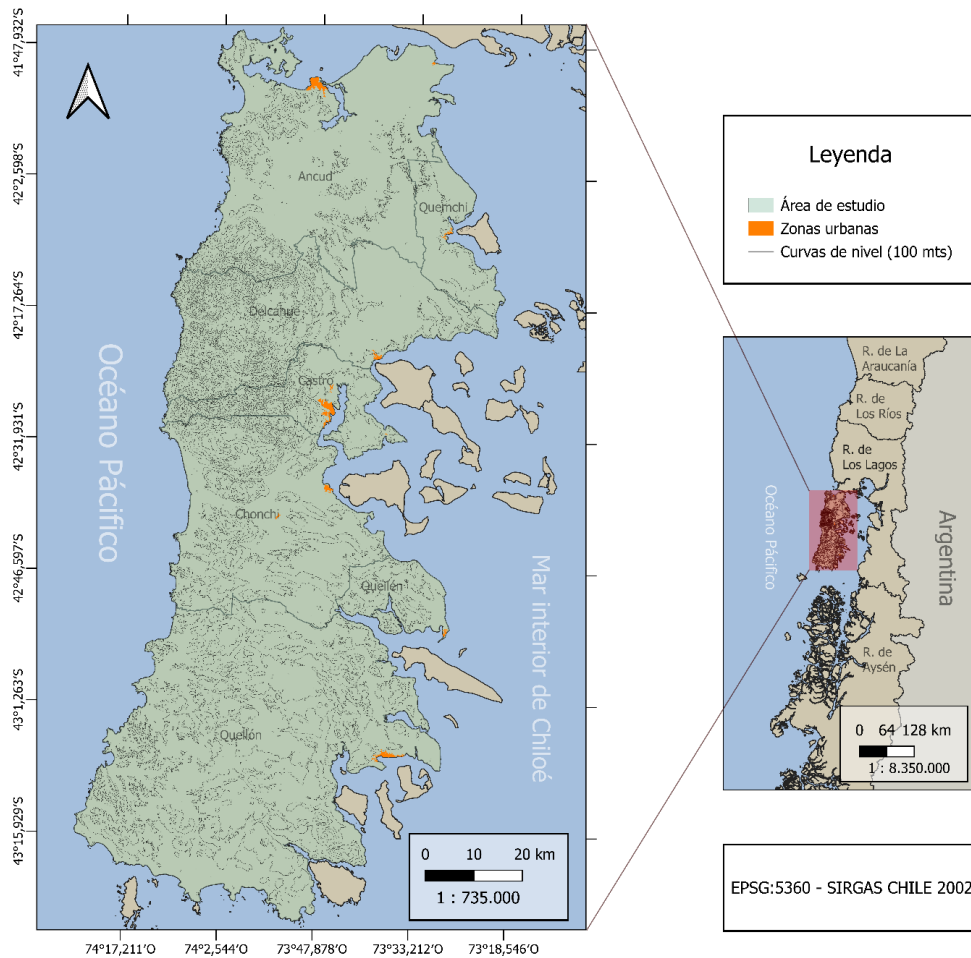 41°47,932'S
42°2,598'S
42°17,264'S
42°31,931'S
42°46,597'S
43°1,263'S
43°15,929'S
74°17,211'O
74°2,544'O
73°47,878'O
73°33,212'O
73°18,546'O
Océano Pácifico
Mar interior de Chiloé
Ancud
Quemchi
Delcahue
Castro
Chonchi
Queilén
Quellón
0 10 20 km
1 : 735.000
Leyenda
Área de estudio
Zonas urbanas
Curvas de nivel (100 mts)
R. de La
Araucanía
R. de
Los Ríos
R. de
Los Lagos
Océano Pácifico
Argentina
R. de
Aysén
0 64 128 km
1 : 8.350.000
EPSG:5360 - SIRGAS CHILE 2002